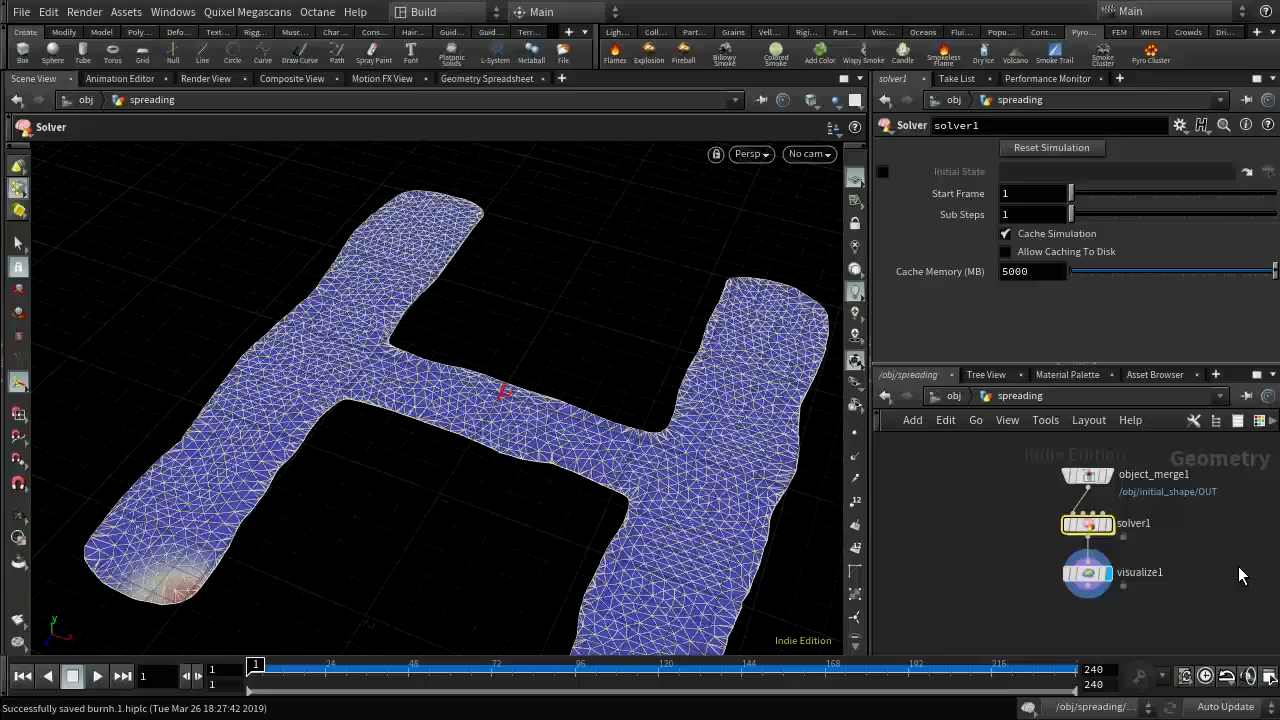 File Edit Render Assets Windows Quixel Megascans Octane Help Build Main Main
Create Modify Model Poly... Defo... Text... Rigg... Musc... Char... Cons... Hair... Guid... Guid... Terr... Ligh... Coll... Part... Grains Vell... Rigi... Part... Visc... Oceans Flui... Popu... Cont... Pyro... FEM Wires Crowds Dri...
Box Sphere Tube Torus Grid Null Line Circle Curve Draw Curve Path Spray Paint Font Platonic Solids L-System Metaball File Flames Explosion Fireball Billowy Smoke Colored Smoke Add Color Wispy Smoke Candle Smokeless Flame Dry Ice Volcano Smoke Trail Smoke Cluster Pyro Cluster
Scene View Animation Editor Render View Composite View Motion FX View Geometry Spreadsheet solver1 Take List Performance Monitor
obj spreading obj spreading
Solver Solver solver1
Reset Simulation
Persp No cam
Initial State
Start Frame 1
Sub Steps 1
Cache Simulation
Allow Caching To Disk
Cache Memory (MB) 5000
/obj/spreading Tree View Material Palette Asset Browser
obj spreading
Add Edit Go View Tools Layout Help
Indie Edition Geometry
object_merge1
/obj/initial_shape/OUT
solver1
visualize1
Indie Edition
1 1 1 24 48 72 96 120 144 168 192 216 240
1 240
Successfully saved burnh.1.hiplc (Tue Mar 26 18:27:42 2019) /obj/spreading/... Auto Update